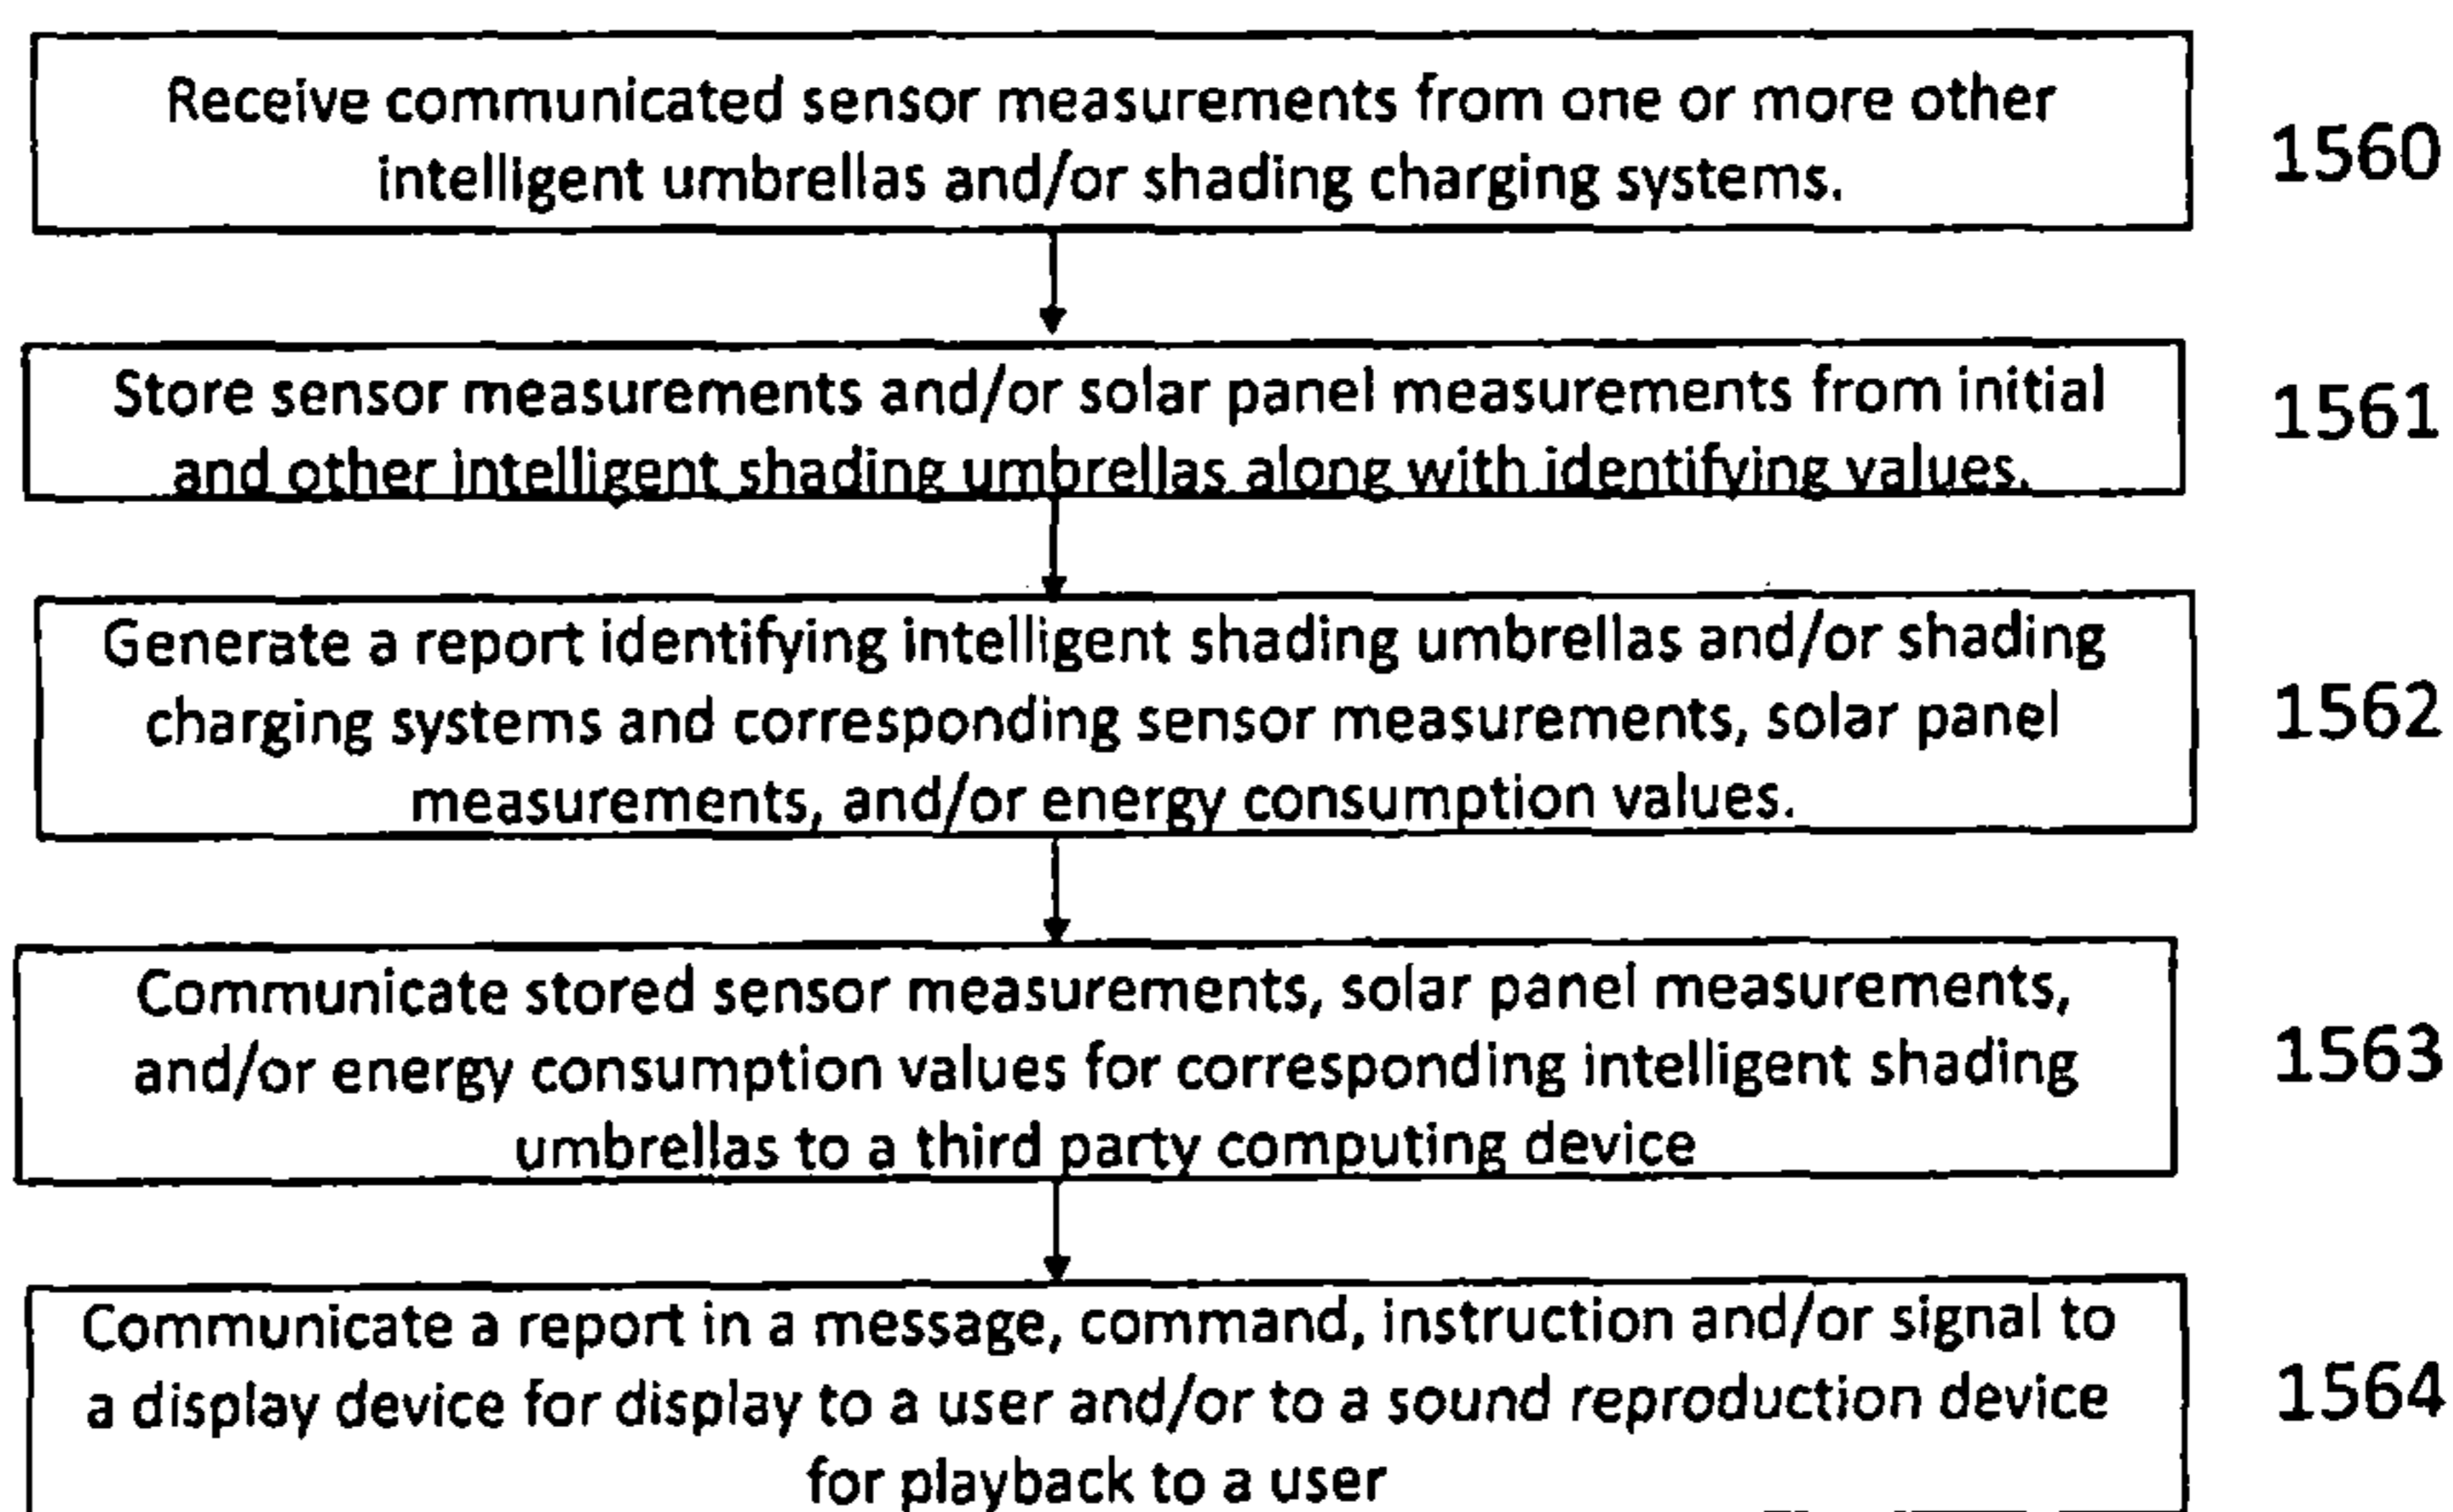 Receive communicated sensor measurements from one or more other
intelligent umbrellas and/or shading charging systems.
1560
Store sensor measurements and/or solar panel measurements from initial
and other intelligent shading umbrellas along with identifying values.
1561
Generate a report identifying intelligent shading umbrellas and/or shading
charging systems and corresponding sensor measurements, solar panel
measurements, and/or energy consumption values.
1562
Communicate stored sensor measurements, solar panel measurements,
and/or energy consumption values for corresponding intelligent shading
umbrellas to a third party computing device
1563
Communicate a report in a message, command, instruction and/or signal to
a display device for display to a user and/or to a sound reproduction device
for playback to a user
1564